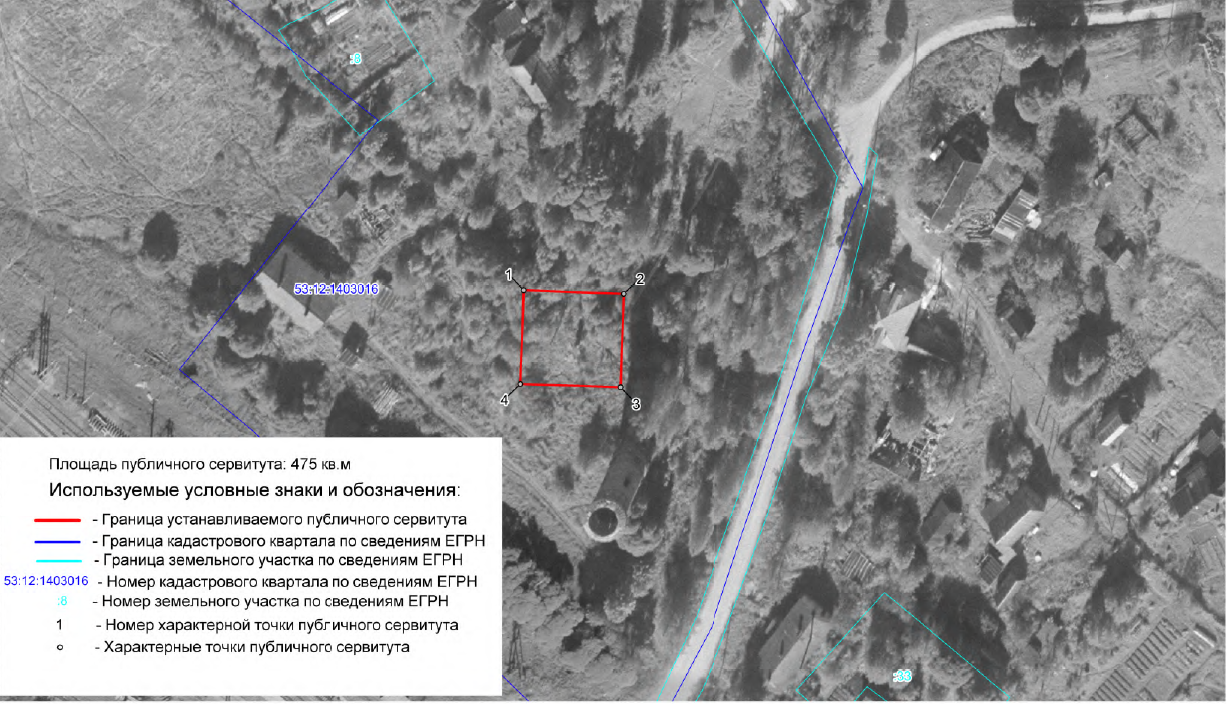 :8
53:12:1403016
1
2
4
3
Площадь публичного сервитута: 475 кв.м
Используемые условные знаки и обозначения:
- Граница устанавливаемого публичного сервитута
- Граница кадастрового квартала по сведениям ЕГРН
- Граница земельного участка по сведениям ЕГРН
53:12:1403016 - Номер кадастрового квартала по сведениям ЕГРН
:8 - Номер земельного участка по сведениям ЕГРН
1 - Номер характерной точки публичного сервитута
- Характерные точки публичного сервитута
:33